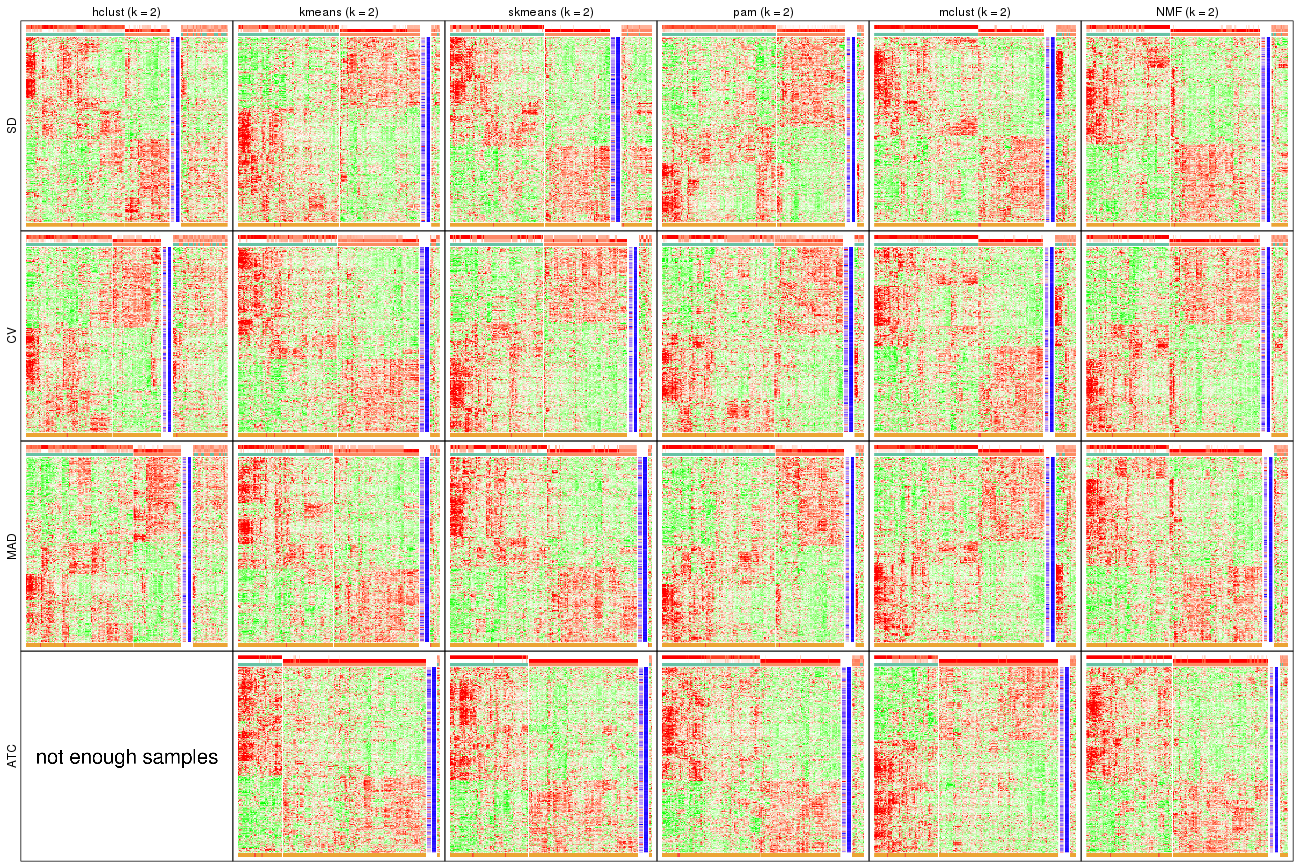 hclust (k = 2) kmeans (k = 2) skmeans (k = 2) pam (k = 2) mclust (k = 2) NMF (k = 2)
SD
CV
MAD
ATC
not enough samples